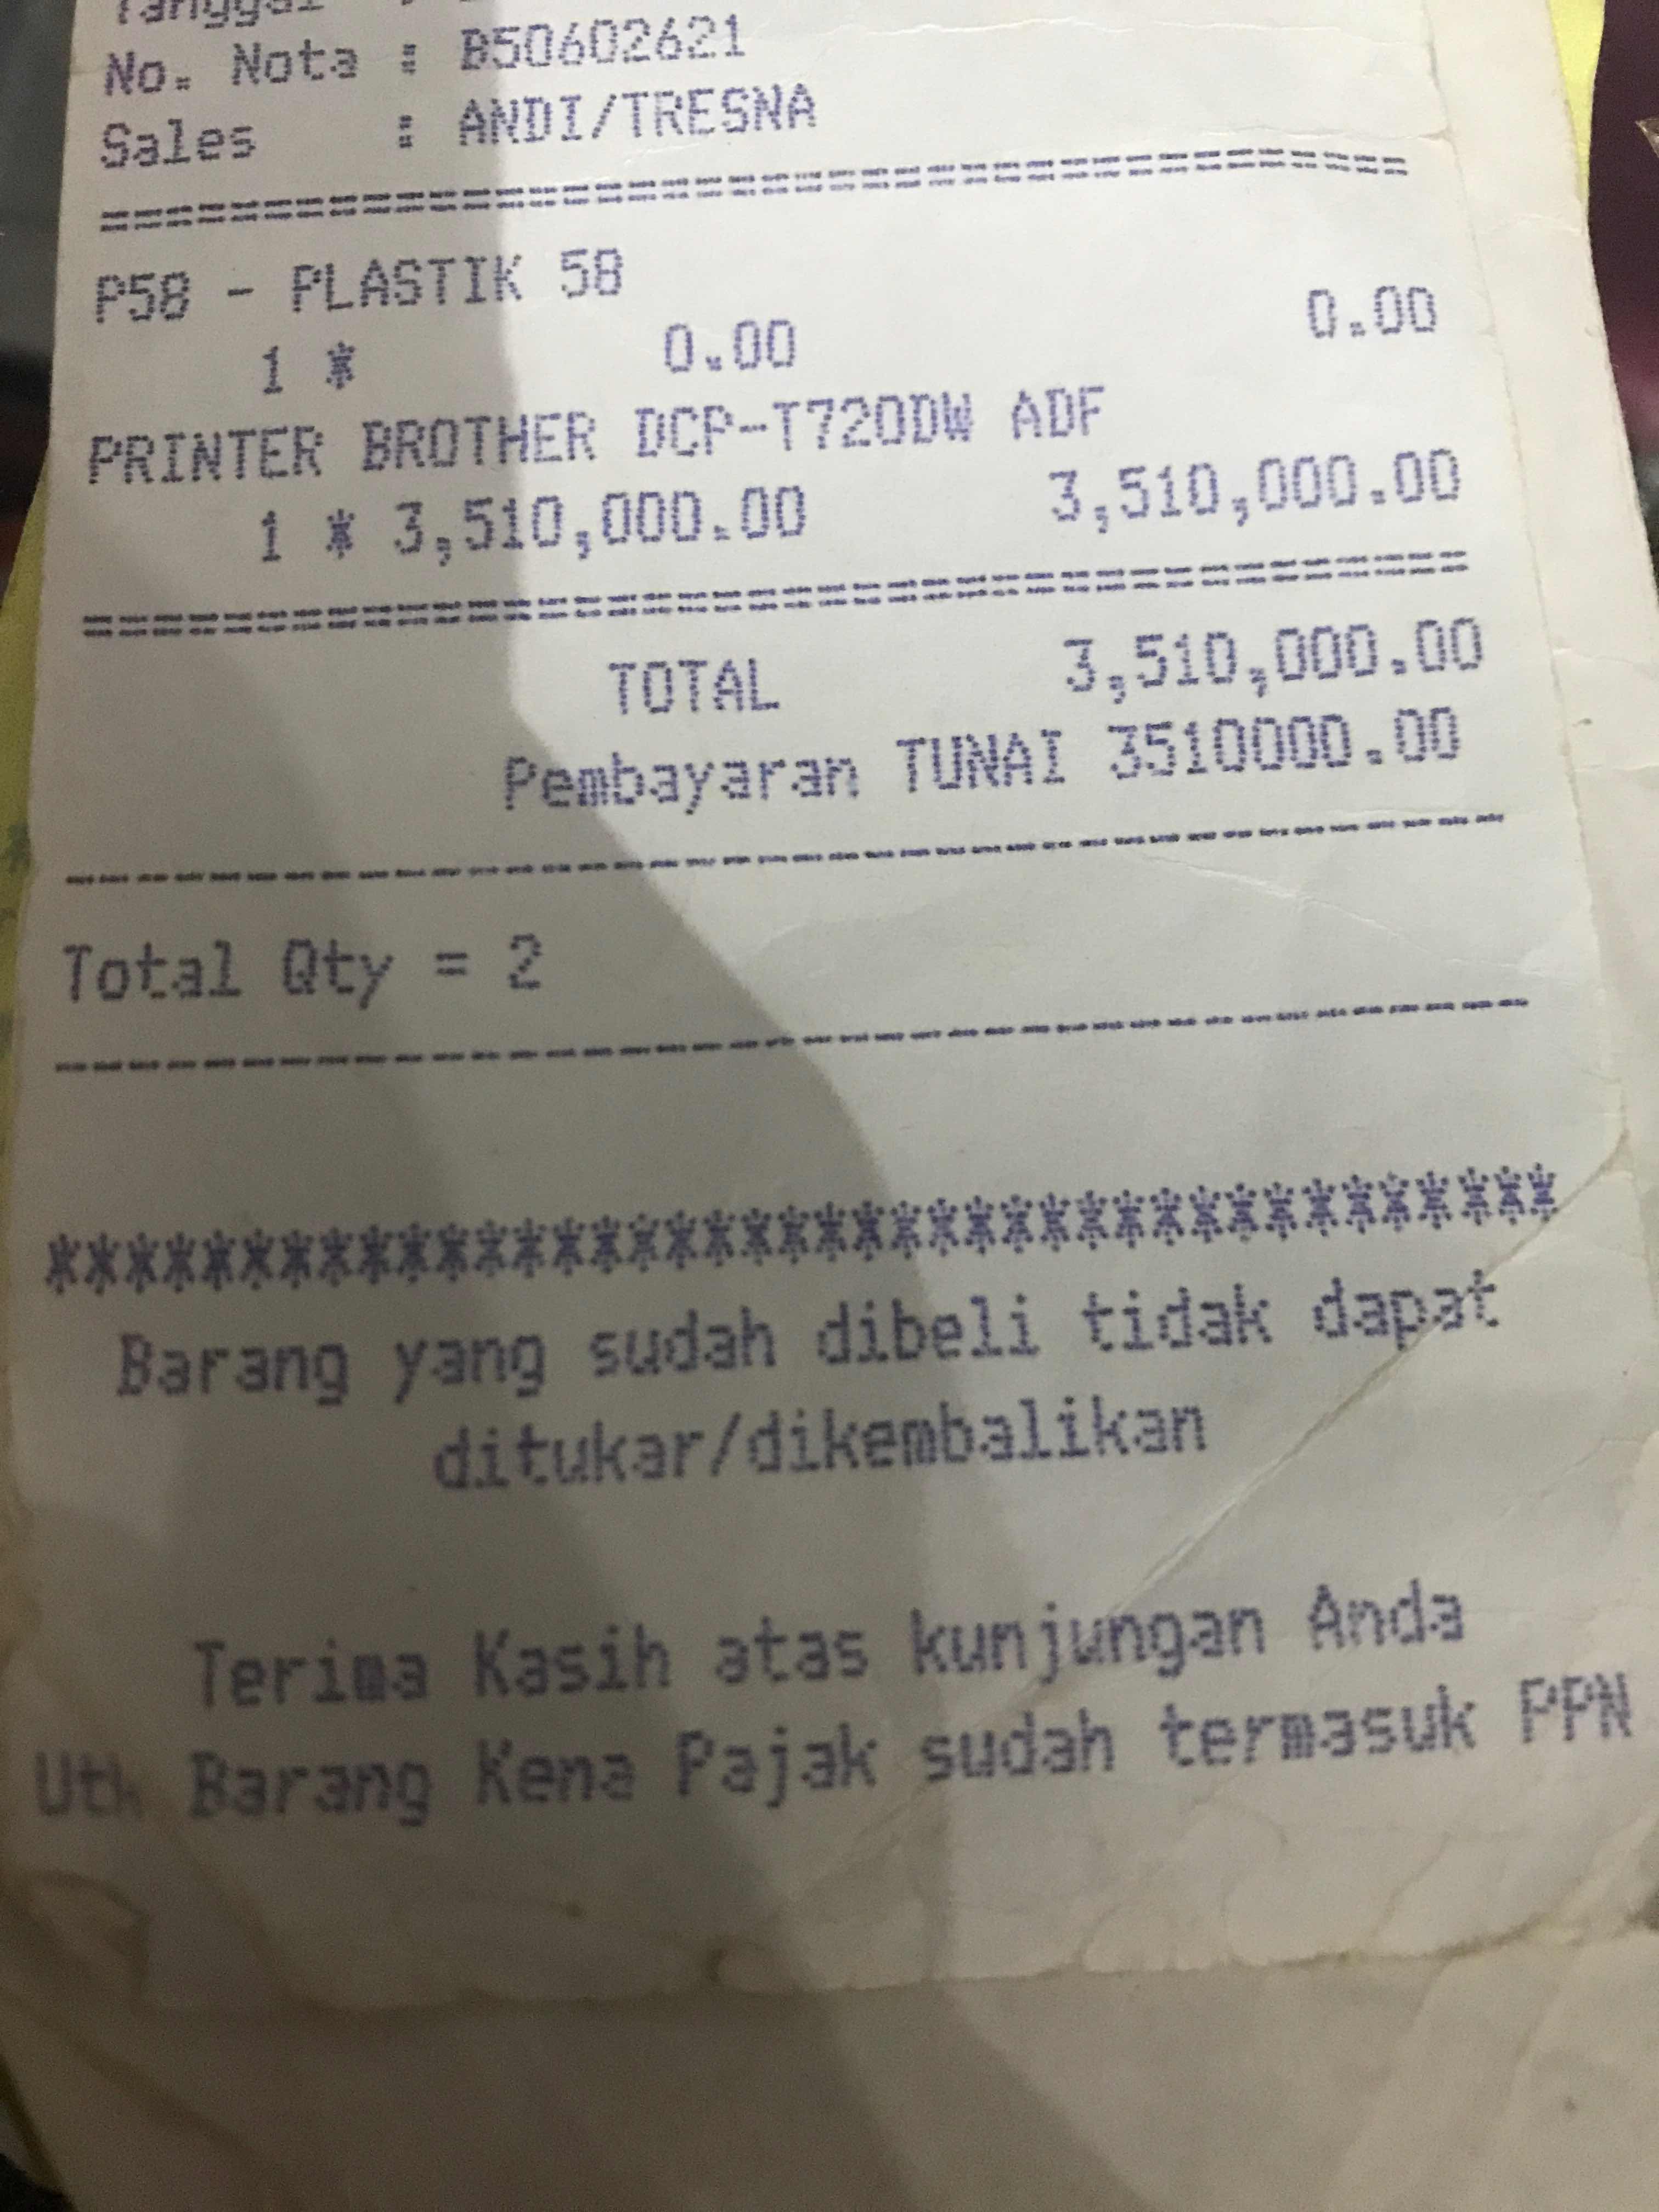 Tanggal :
No. Nota : B50602621
Sales : ANDI/TRESNA
========================================
P58 - PLASTIK 58
1 * 0.00 0.00
PRINTER BROTHER DCP-T720DW ADF
1 * 3,510,000.00 3,510,000.00
========================================
TOTAL 3,510,000.00
Pembayaran TUNAI 3510000.00
----------------------------------------
Total Qty = 2
----------------------------------------
****************************************
Barang yang sudah dibeli tidak dapat
ditukar/dikembalikan
Terima Kasih atas kunjungan Anda
Utk Barang Kena Pajak sudah termasuk PPN